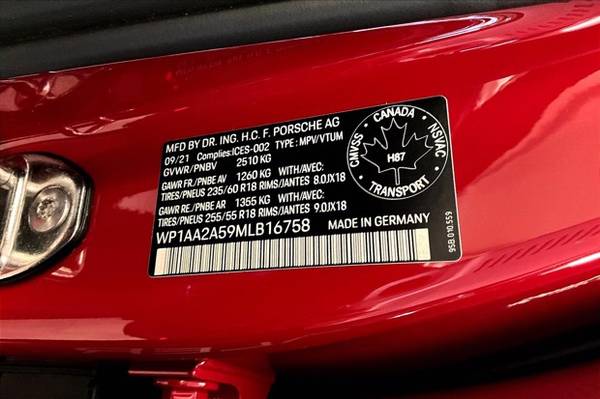 MFD BY DR. ING. H.C. F. PORSCHE AG
09/21 Complies:ICES-002 TYPE : MPV/VTUM
GVWR/PNBV 2510 KG
GAWR FR./PNBE AV 1260 KG WITH/AVEC:
TIRES/PNEUS 235/60 R18 RIMS/JANTES 8.0JX18
GAWR RR/PNBE AR 1355 KG WITH/AVEC:
TIRES/PNEUS 255/55 R18 RIMS/JANTES 9.0JX18
WP1AA2A59MLB16758 MADE IN GERMANY
CANADA
CMVSS NSVAC
H87
TRANSPORT
95B.010.559